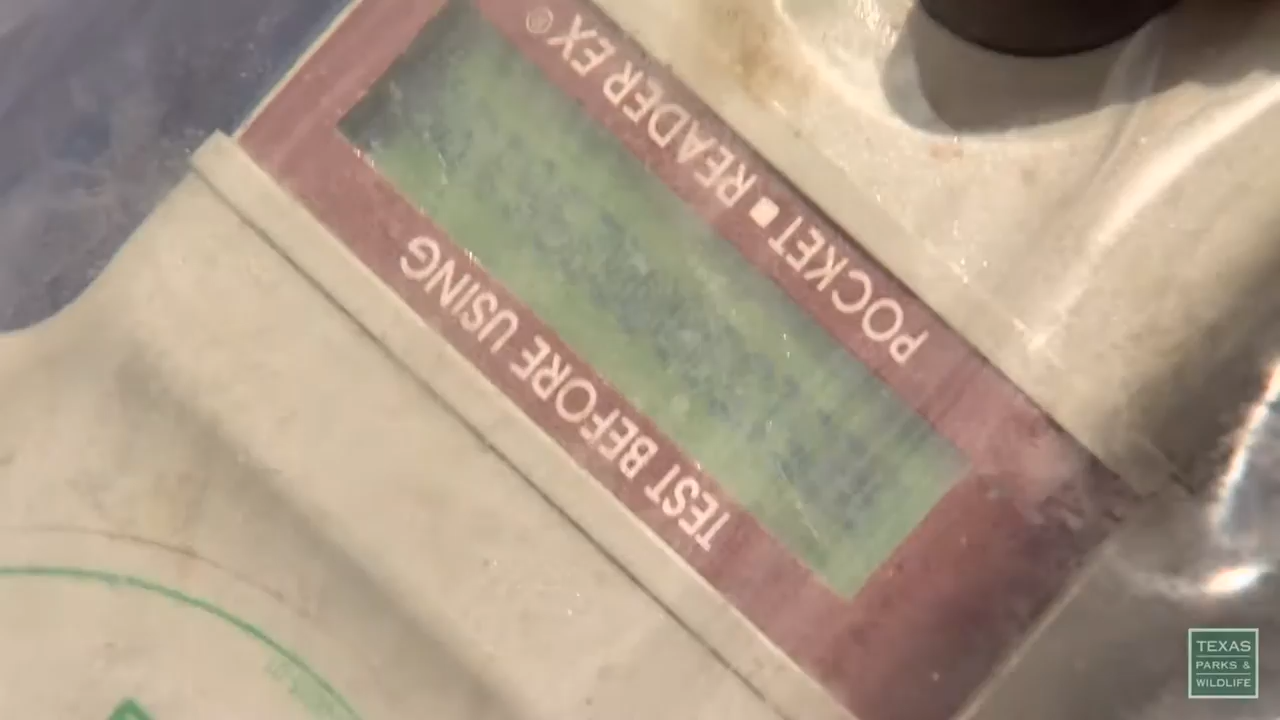 POCKET▪READER EX®
TEST BEFORE USING
TEXAS
PARKS &
WILDLIFE